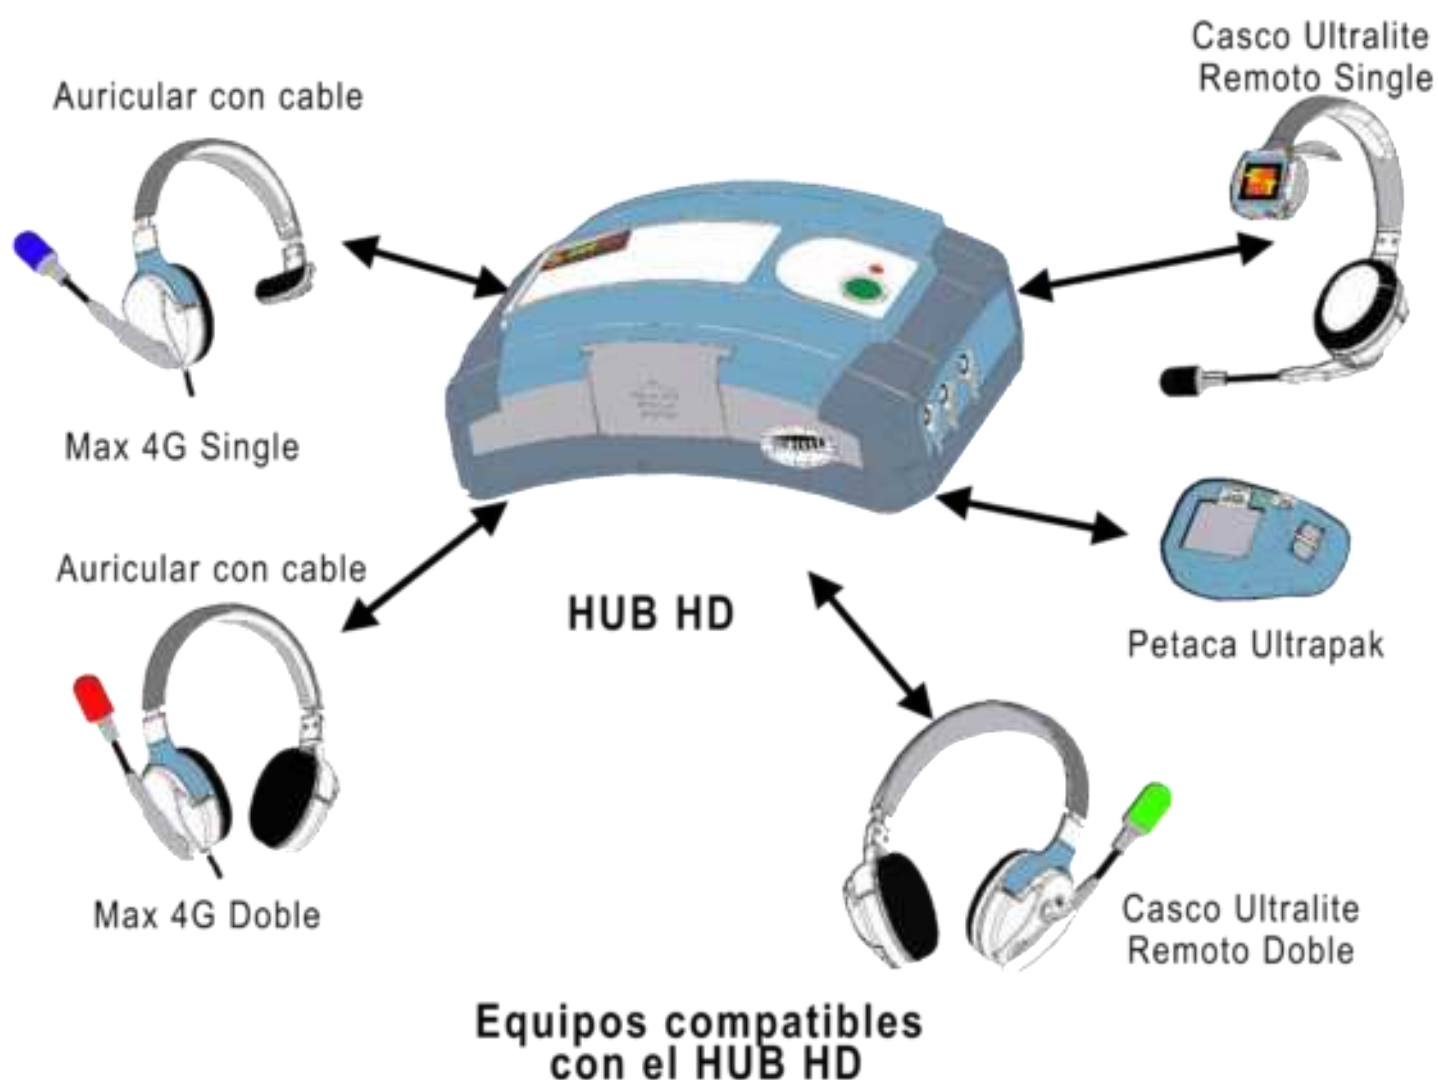 Casco Ultralite
Remoto Single
Auricular con cable
Max 4G Single
Auricular con cable
HUB HD
Petaca Ultrapak
Max 4G Doble
Casco Ultralite
Remoto Doble
Equipos compatibles
con el HUB HD